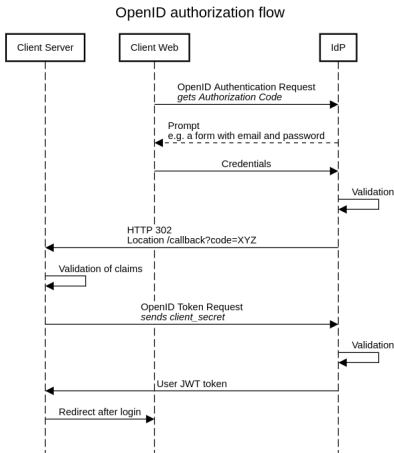 OpenID authorization flow
Client Server
Client Web
IdP
OpenID Authentication Request
gets Authorization Code
Prompt
e.g. a form with email and password
Credentials
Validation
HTTP 302
Location /callback?code=XYZ
Validation of claims
OpenID Token Request
sends client_secret
Validation
User JWT token
Redirect after login